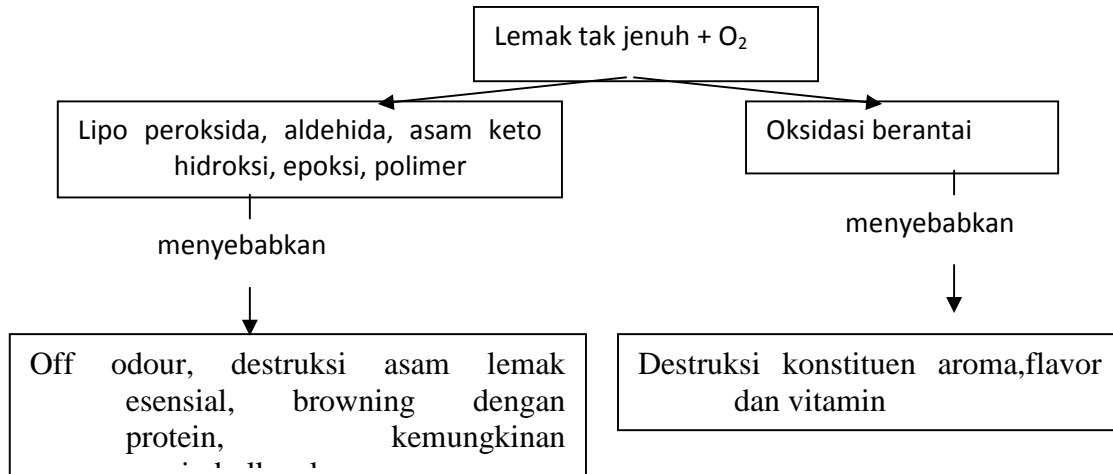 Lemak tak jenuh + O₂
Lipo peroksida, aldehida, asam keto
hidroksi, epoksi, polimer
Oksidasi berantai
menyebabkan
menyebabkan
Off odour, destruksi asam lemak
esensial, browning dengan
protein, kemungkinan
Destruksi konstituen aroma,flavor
dan vitamin